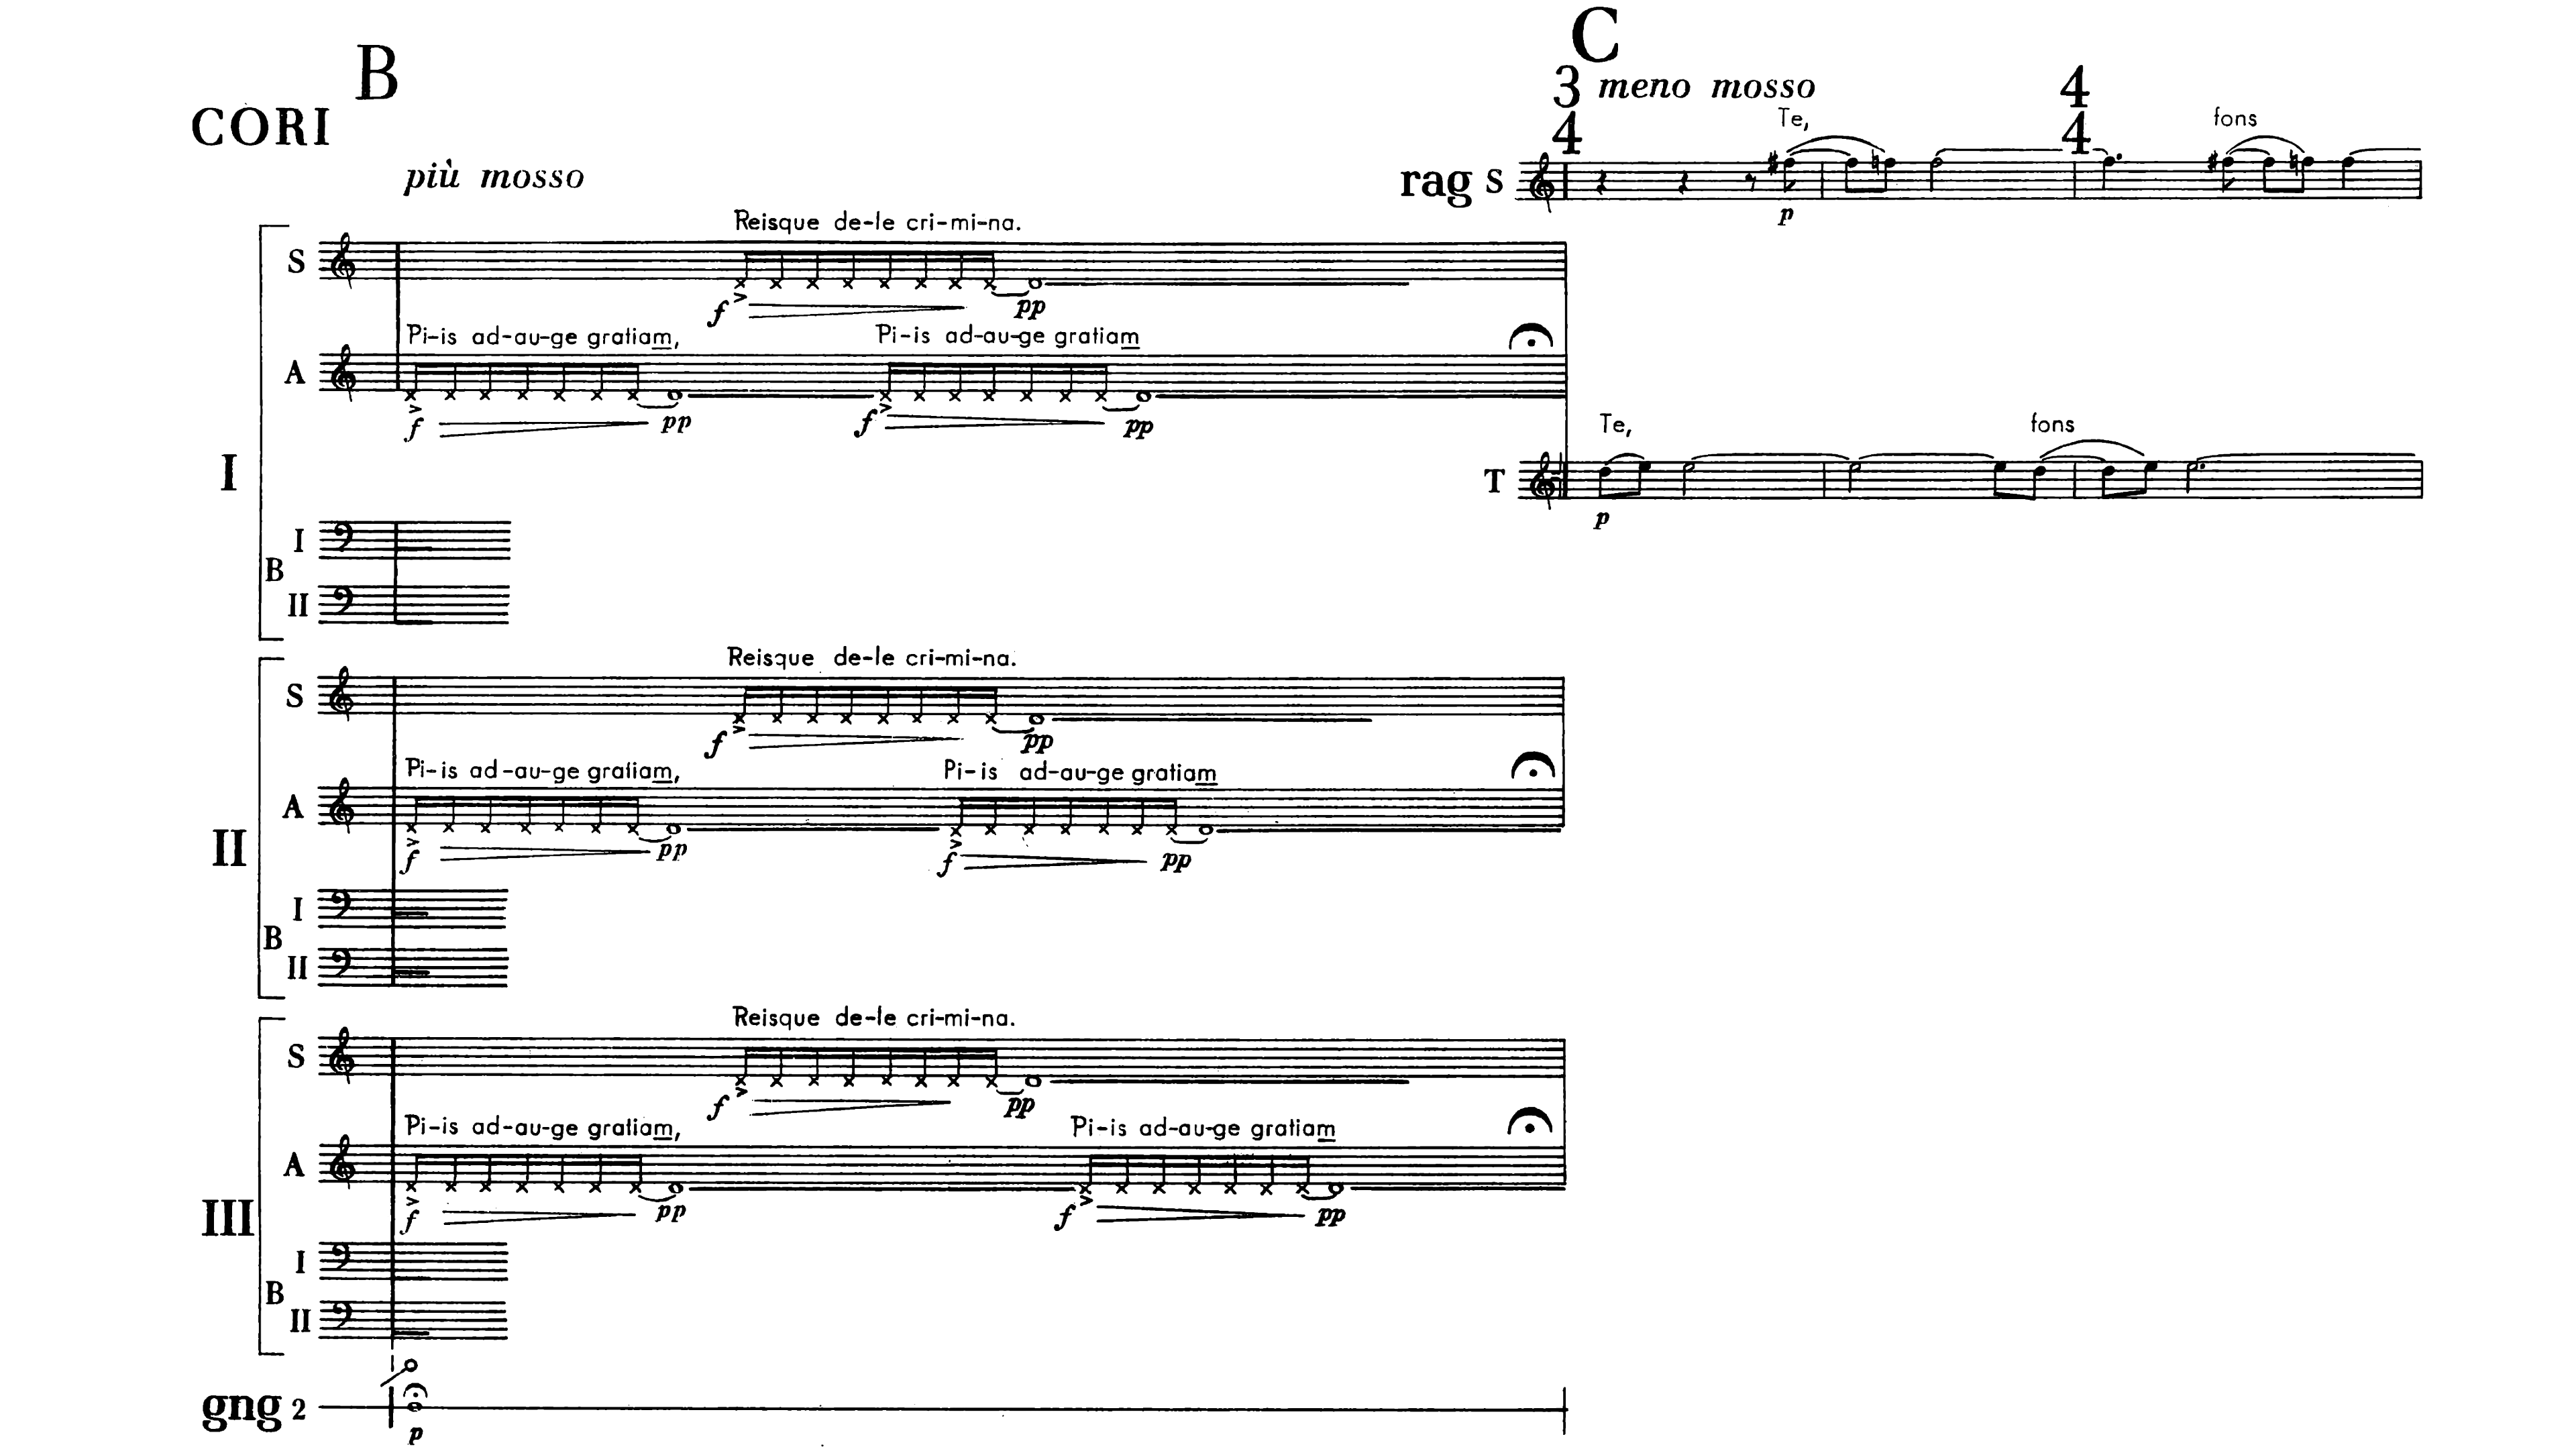 B
C
CORI
3 4 meno mosso 4 4
più mosso
Te, fons
rag S
p
Reisque de-le cri-mi-na.
S
f pp
Pi-is ad-au-ge gratiam, Pi-is ad-au-ge gratiam
A
f pp f pp
Te, fons
I
T
p
I
B
II
Reisque de-le cri-mi-na.
S
f pp
Pi-is ad-au-ge gratiam, Pi-is ad-au-ge gratiam
A
II
f pp f pp
I
B
II
Reisque de-le cri-mi-na.
S
f pp
Pi-is ad-au-ge gratiam, Pi-is ad-au-ge gratiam
A
III
f pp f pp
I
B
II
gng 2
p